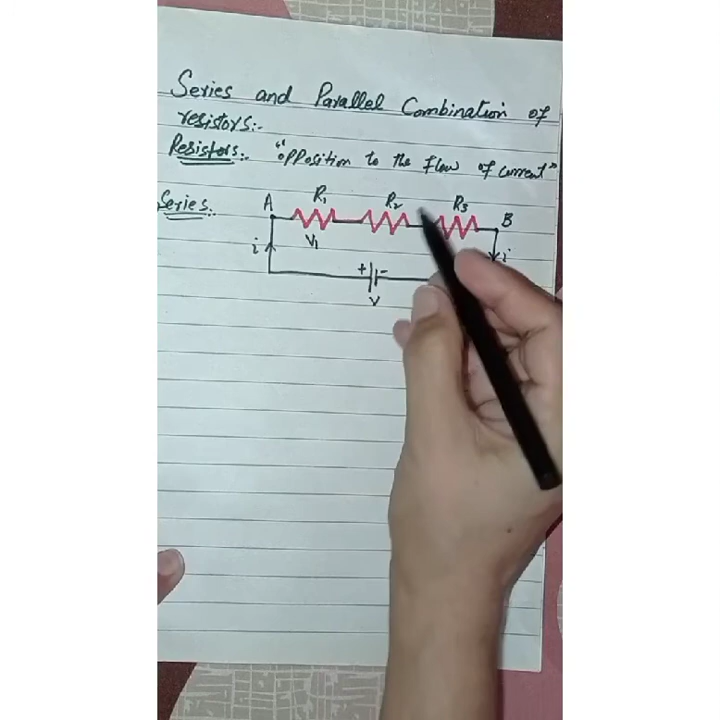 Series and Parallel Combination of
resistors:-
Resistors:- "opposition to the flow of current"
Series:-
A R₁ R₂ R₃ B
V₁
i i
+ -
V